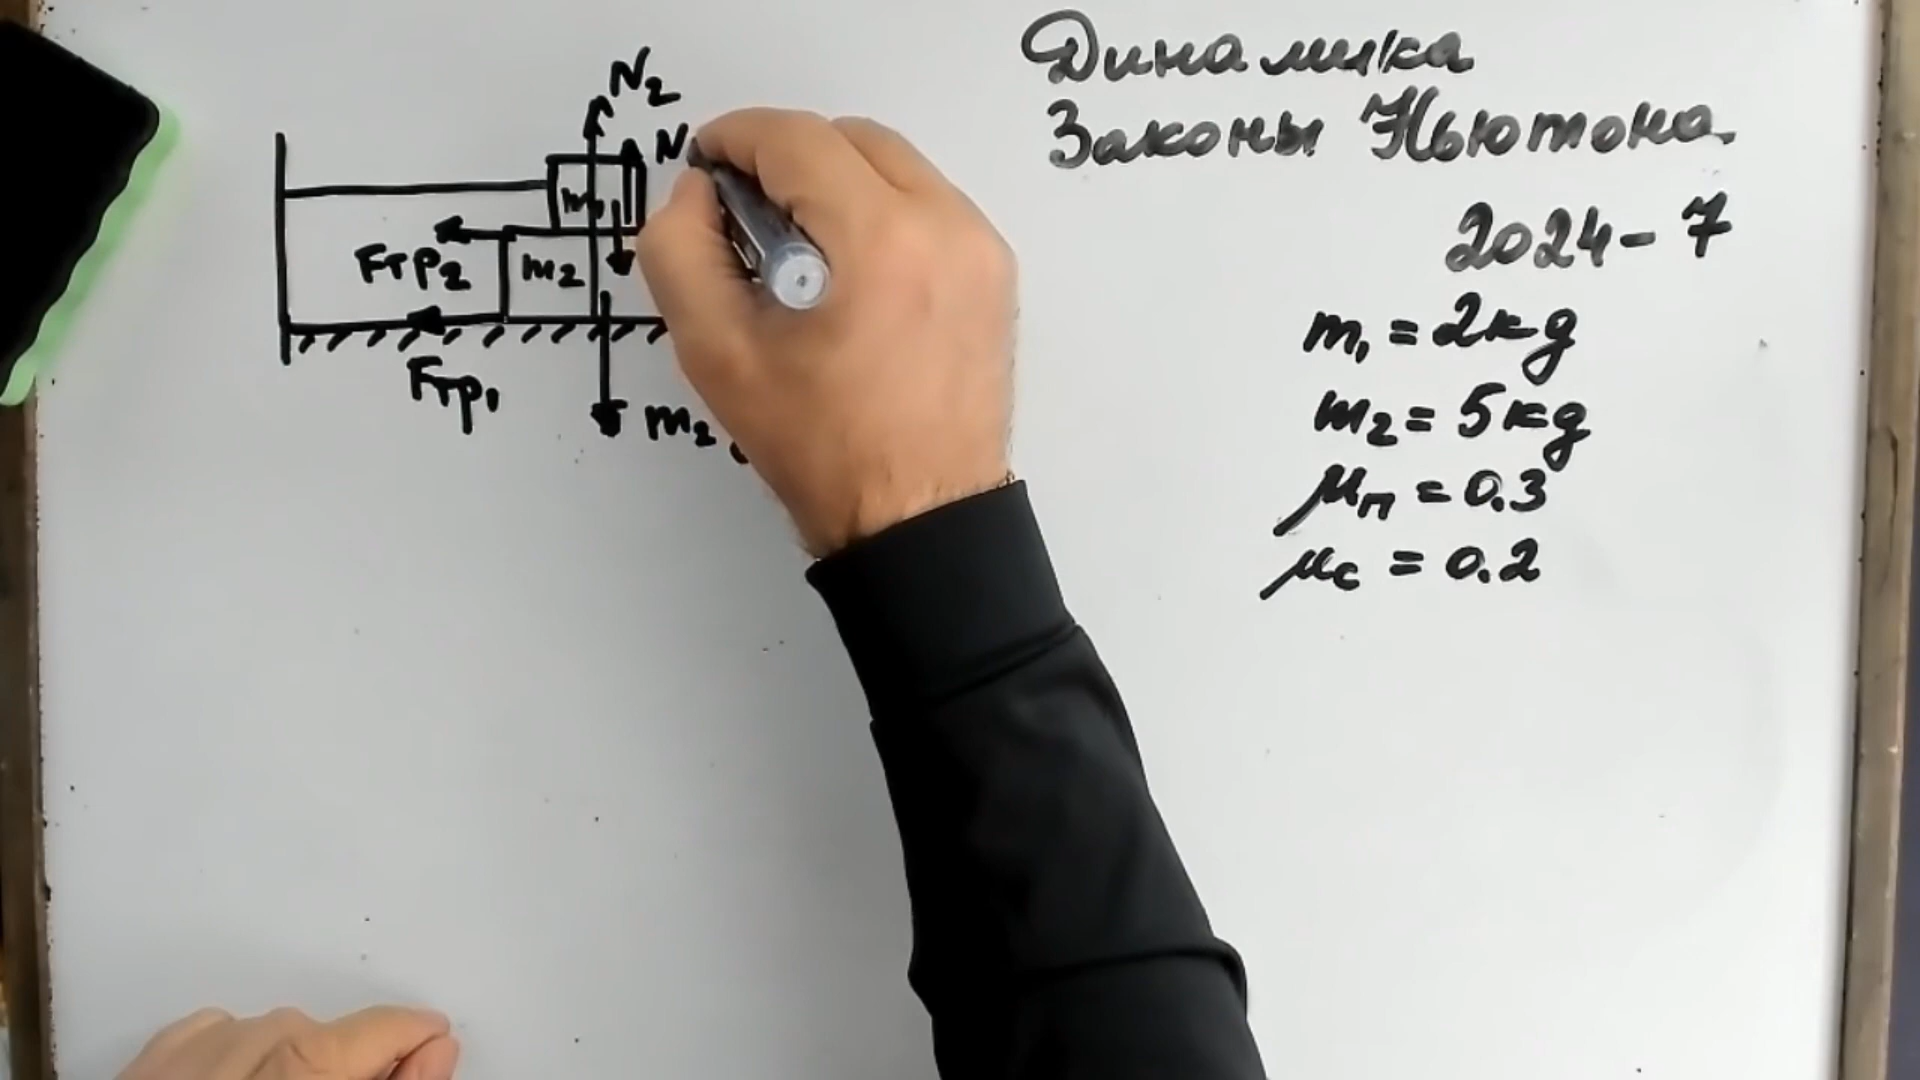 Динамика
Законы Ньютона
2024-7
m₁ = 2kg
m₂ = 5kg
μп = 0.3
μс = 0.2
N₂
N
m₁
Fтр₂
m₂
Fтр₁
m₂